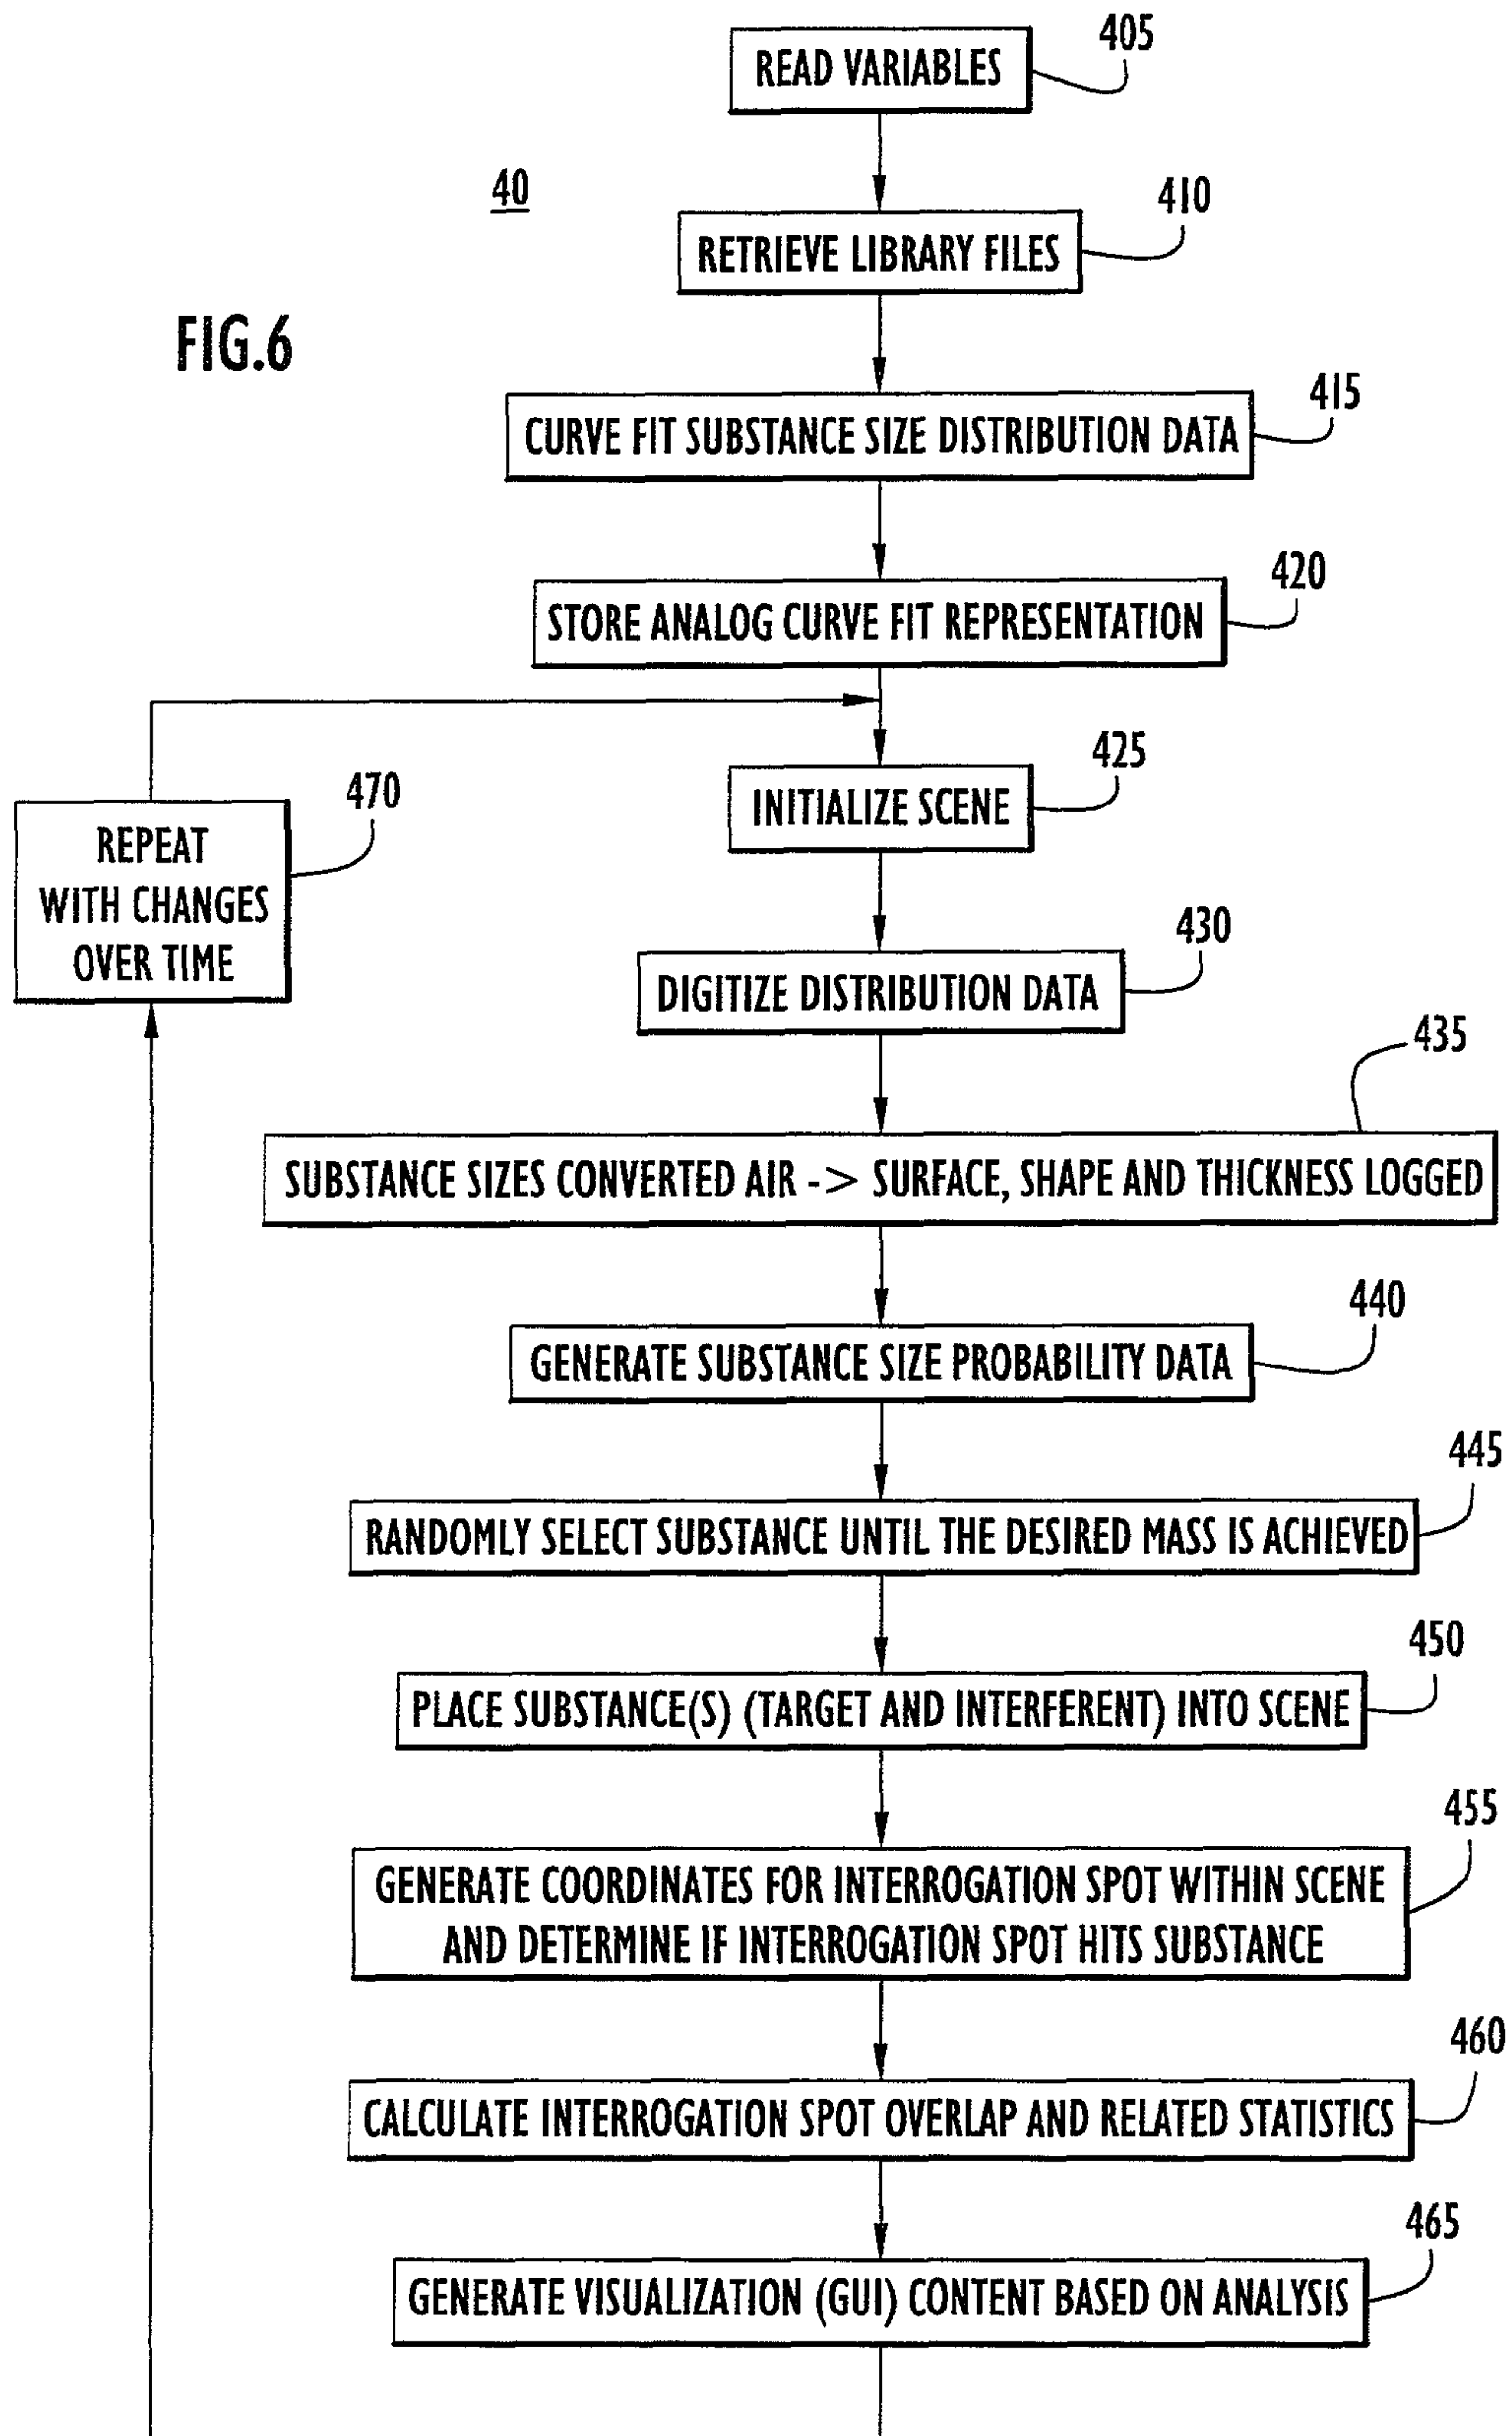 READ VARIABLES
405
40
RETRIEVE LIBRARY FILES
410
FIG.6
CURVE FIT SUBSTANCE SIZE DISTRIBUTION DATA
415
STORE ANALOG CURVE FIT REPRESENTATION
420
INITIALIZE SCENE
425
REPEAT
WITH CHANGES
OVER TIME
470
DIGITIZE DISTRIBUTION DATA
430
SUBSTANCE SIZES CONVERTED AIR -> SURFACE, SHAPE AND THICKNESS LOGGED
435
GENERATE SUBSTANCE SIZE PROBABILITY DATA
440
RANDOMLY SELECT SUBSTANCE UNTIL THE DESIRED MASS IS ACHIEVED
445
PLACE SUBSTANCE(S) (TARGET AND INTERFERENT) INTO SCENE
450
GENERATE COORDINATES FOR INTERROGATION SPOT WITHIN SCENE
AND DETERMINE IF INTERROGATION SPOT HITS SUBSTANCE
455
CALCULATE INTERROGATION SPOT OVERLAP AND RELATED STATISTICS
460
GENERATE VISUALIZATION (GUI) CONTENT BASED ON ANALYSIS
465